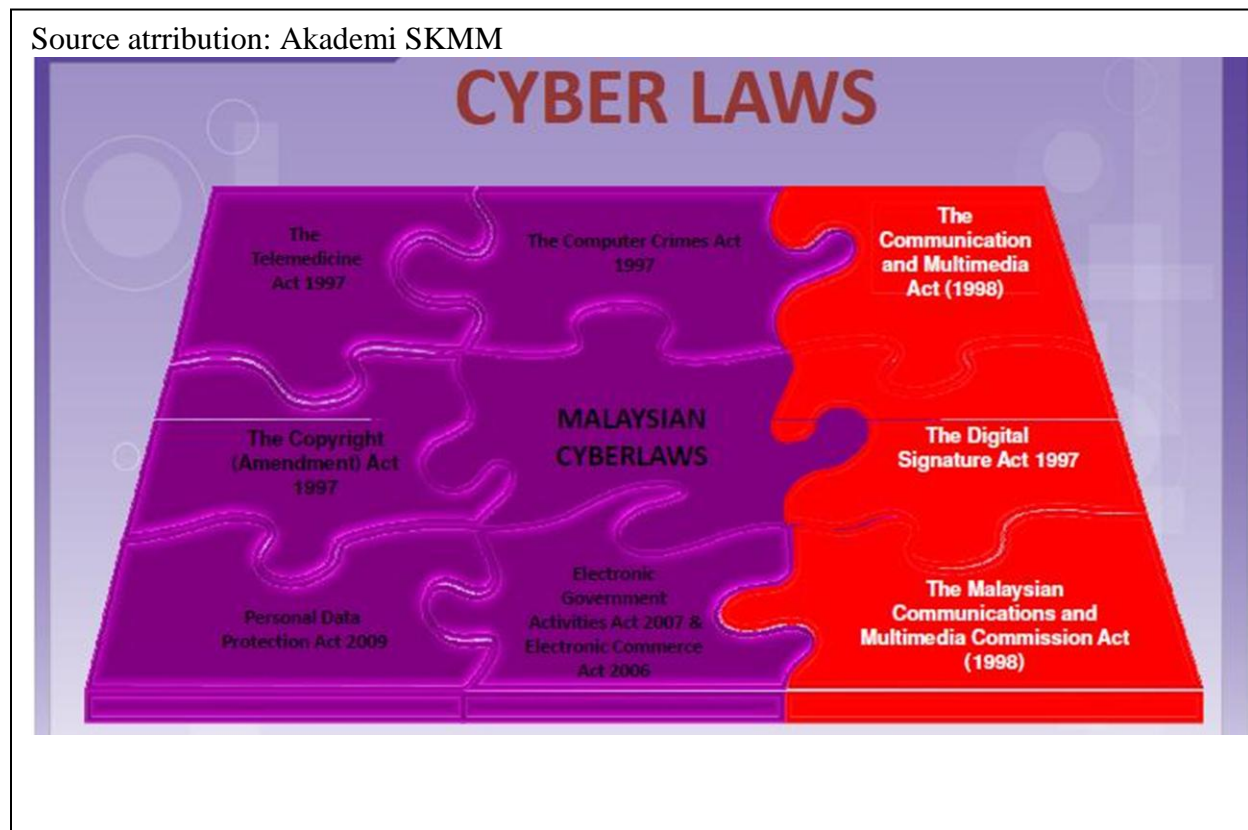 Source atrribution: Akademi SKMM
CYBER LAWS
The
Telemedicine
Act 1997
The Computer Crimes Act
1997
The
Communication
and Multimedia
Act (1998)
The Copyright
(Amendment) Act
1997
MALAYSIAN
CYBERLAWS
The Digital
Signature Act 1997
Personal Data
Protection Act 2009
Electronic
Government
Activities Act 2007 &
Electronic Commerce
Act 2006
The Malaysian
Communications and
Multimedia Commission Act
(1998)